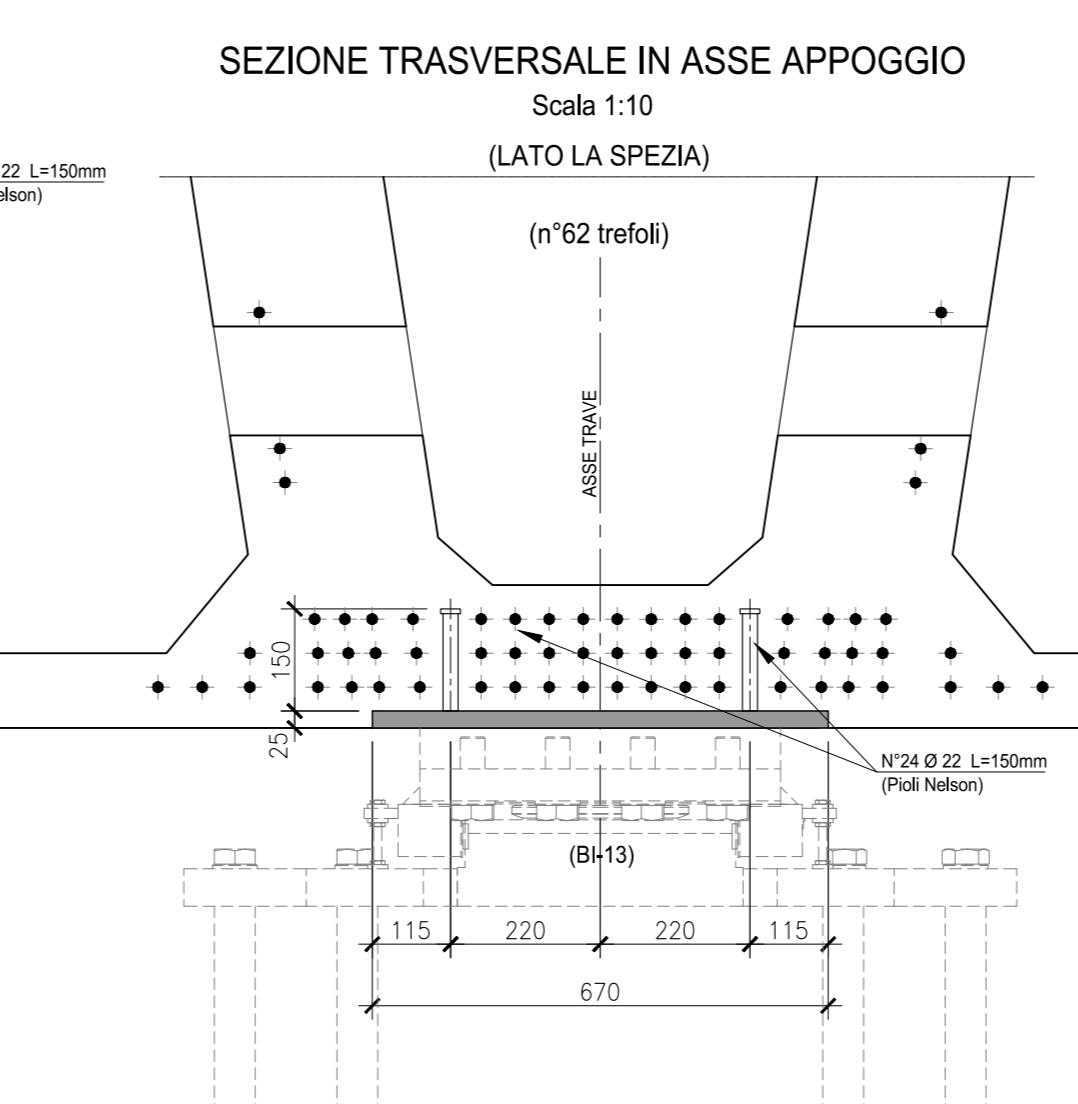 SEZIONE TRASVERSALE IN ASSE APPOGGIO
Scala 1:10
(LATO LA SPEZIA)
22 L=150mm
elson)
(n°62 trefoli)
ASSE TRAVE
150
25
N°24 Ø 22 L=150mm
(Pioli Nelson)
(BI-13)
115
220
220
115
670